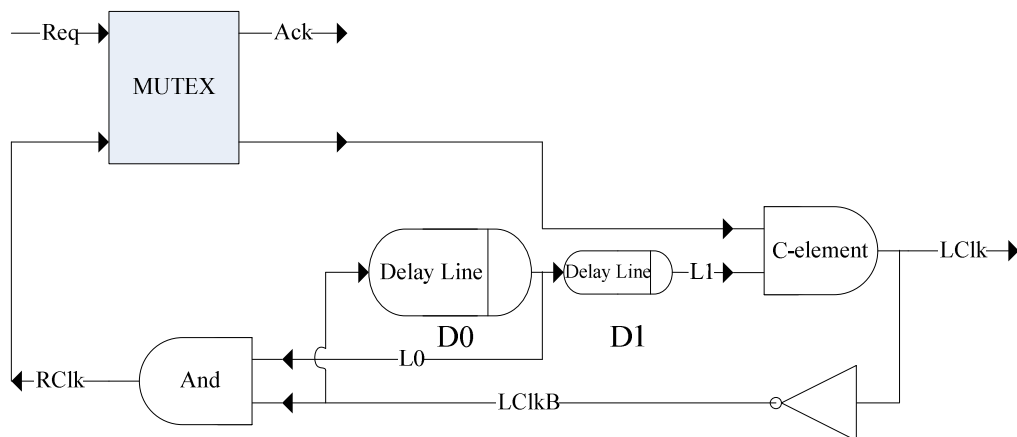 Req
Ack
MUTEX
Delay Line
Delay Line
L1
C-element
LClk
D0
D1
L0
RClk
And
LClkB